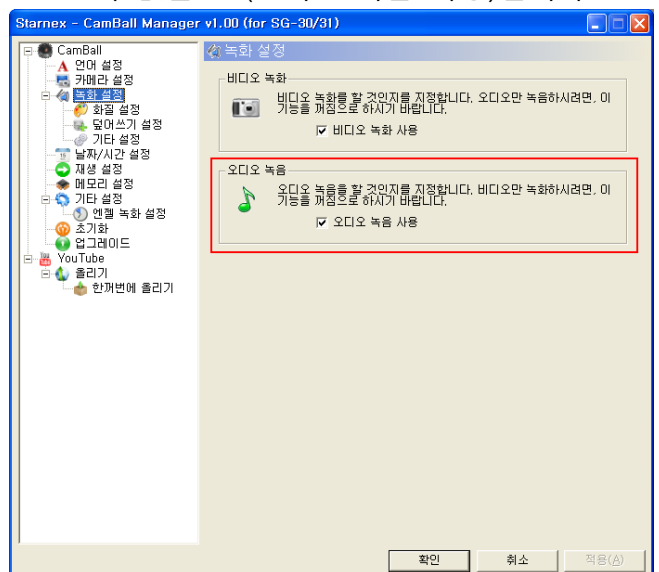 Starnex - CamBall Manager v1.00 (for SG-30/31)
CamBall
언어 설정
카메라 설정
녹화 설정
화질 설정
덮어쓰기 설정
기타 설정
날짜/시간 설정
재생 설정
메모리 설정
기타 설정
엔젤 녹화 설정
초기화
업그레이드
YouTube
올리기
한꺼번에 올리기
녹화 설정
비디오 녹화
비디오 녹화를 할 것인지를 지정합니다. 오디오만 녹음하시려면, 이
기능을 꺼짐으로 하시기 바랍니다.
비디오 녹화 사용
오디오 녹음
오디오 녹음을 할 것인지를 지정합니다. 비디오만 녹화하시려면, 이
기능을 꺼짐으로 하시기 바랍니다.
오디오 녹음 사용
확인
취소
적용(A)